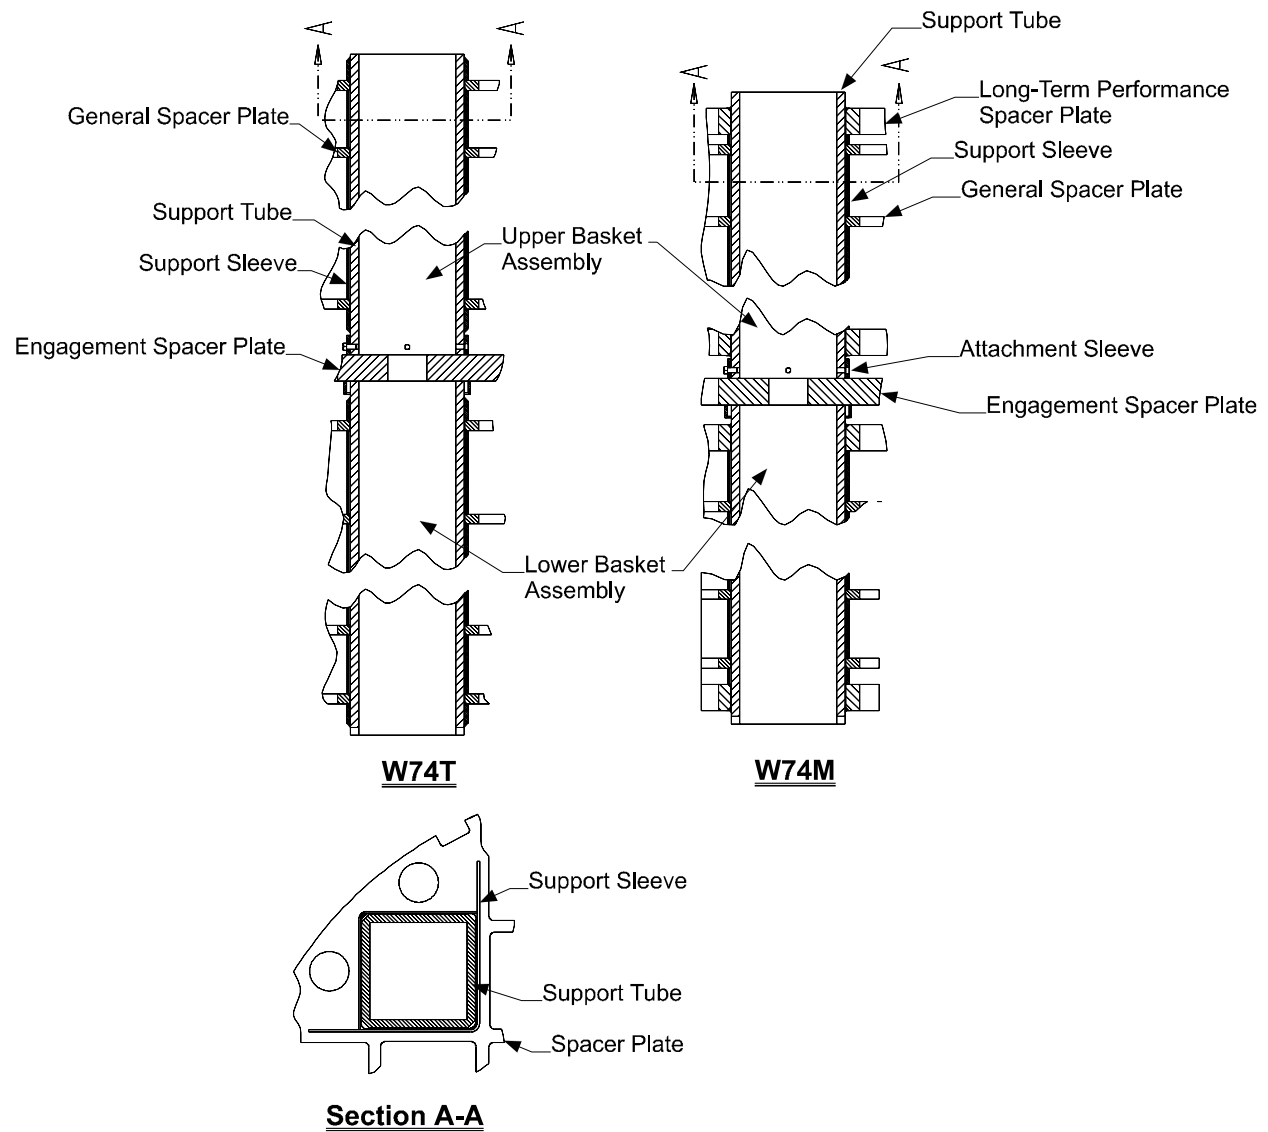 A
A
Support Tube
A
A
Long-Term Performance
Spacer Plate
General Spacer Plate
Support Sleeve
General Spacer Plate
Support Tube
Support Sleeve
Upper Basket
Assembly
Engagement Spacer Plate
Attachment Sleeve
Engagement Spacer Plate
Lower Basket
Assembly
W74T
W74M
Support Sleeve
Support Tube
Spacer Plate
Section A-A